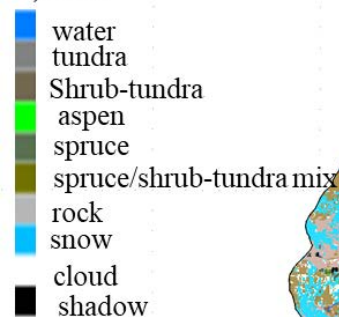 water
tundra
Shrub-tundra
aspen
spruce
spruce/shrub-tundra mix
rock
snow
cloud
shadow